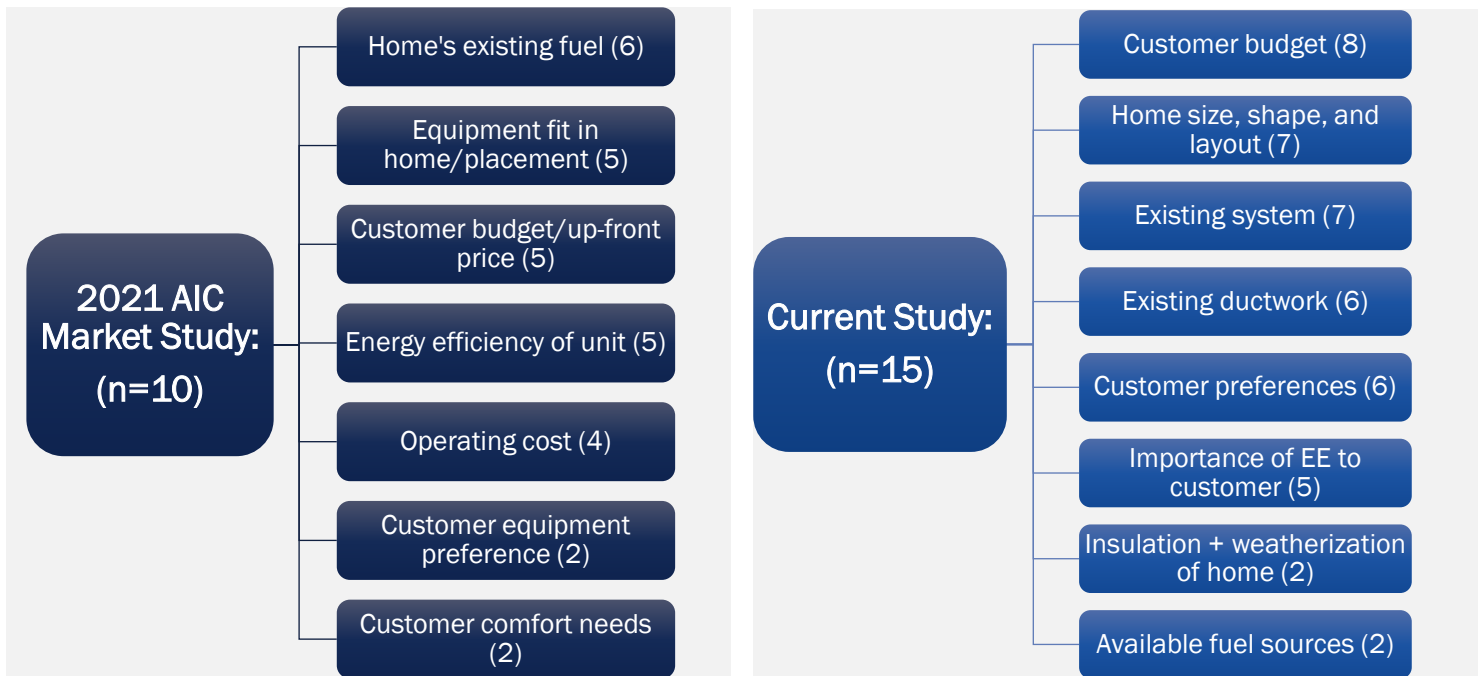 2021 AIC
Market Study:
(n=10)
Home's existing fuel (6)
Equipment fit in
home/placement (5)
Customer budget/up-front
price (5)
Energy efficiency of unit (5)
Operating cost (4)
Customer equipment
preference (2)
Customer comfort needs
(2)
Current Study:
(n=15)
Customer budget (8)
Home size, shape, and
layout (7)
Existing system (7)
Existing ductwork (6)
Customer preferences (6)
Importance of EE to
customer (5)
Insulation + weatherization
of home (2)
Available fuel sources (2)